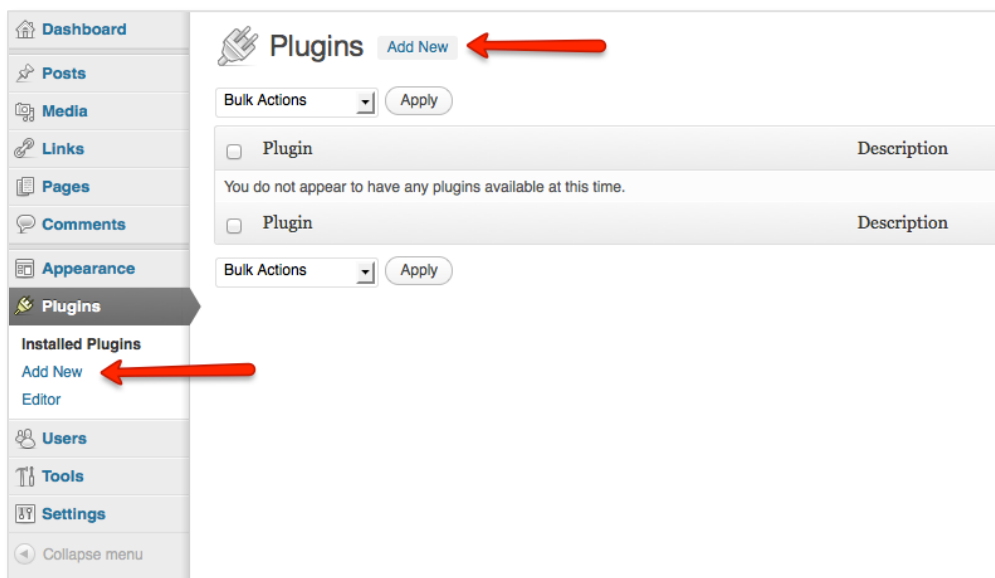 Dashboard
Posts
Media
Links
Pages
Comments
Appearance
Plugins
Installed Plugins
Add New
Editor
Users
Tools
Settings
Collapse menu
Plugins Add New
Bulk Actions Apply
Plugin Description
You do not appear to have any plugins available at this time.
Plugin Description
Bulk Actions Apply